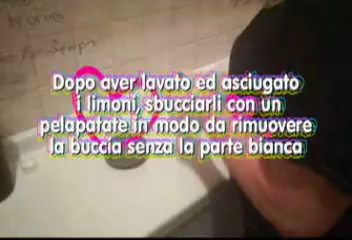 Sempre
Dopo aver lavato ed asciugato
i limoni, sbucciarli con un
pelapatate in modo da rimuovere
la buccia senza la parte bianca